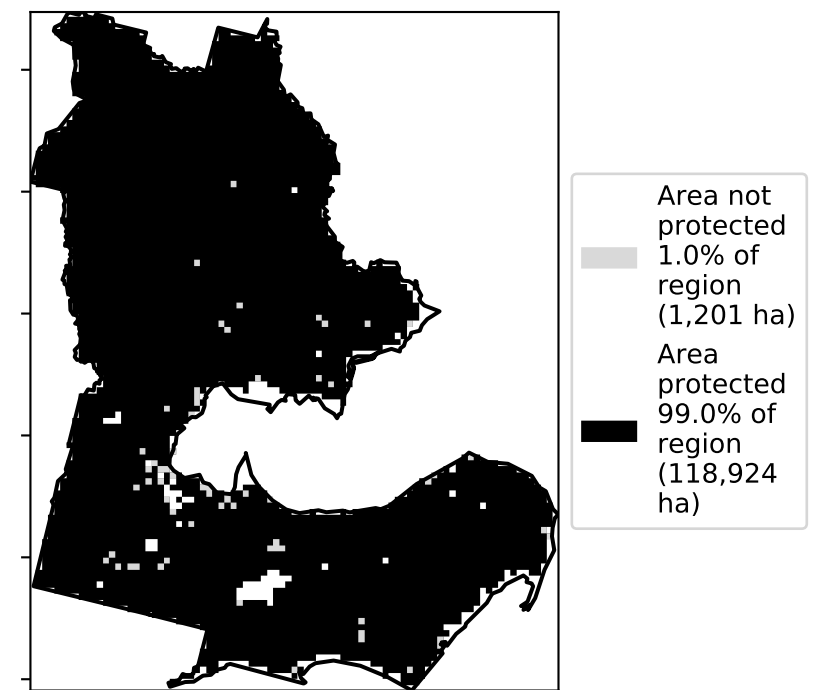 Area not
protected
1.0% of
region
(1,201 ha)
Area
protected
99.0% of
region
(118,924
ha)